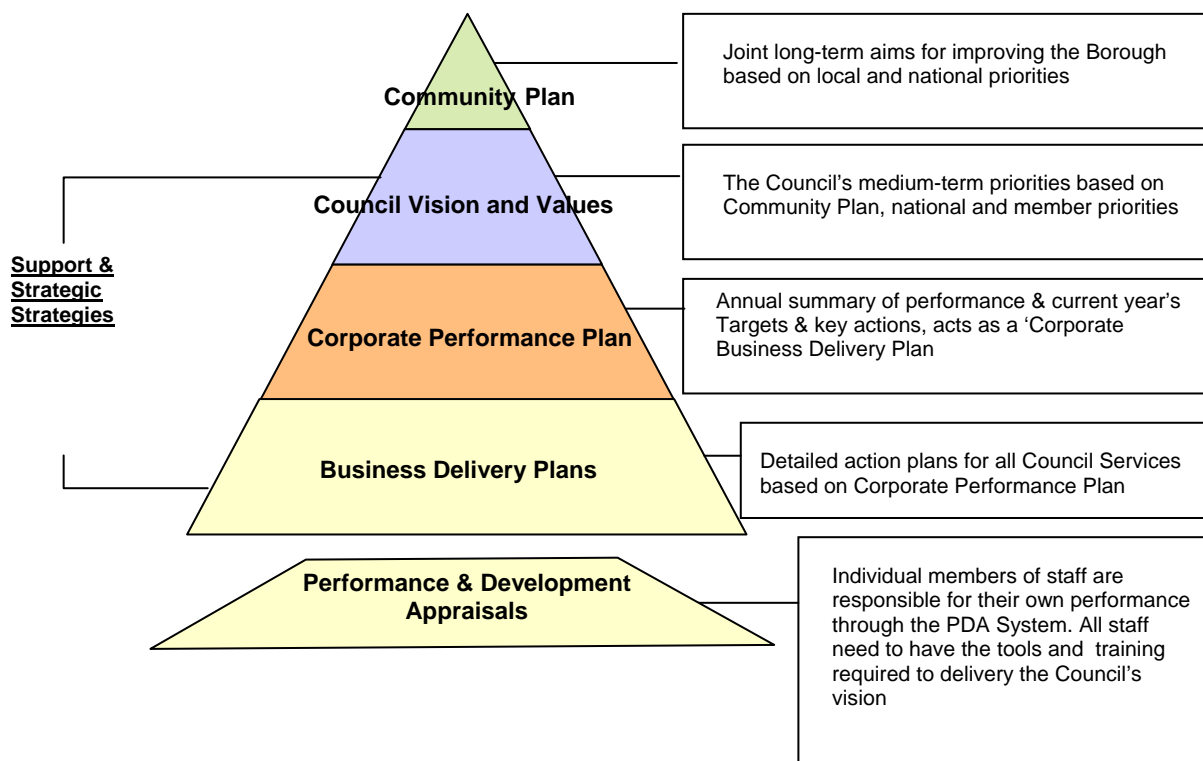 Community Plan
Joint long-term aims for improving the Borough
based on local and national priorities
Council Vision and Values
The Council’s medium-term priorities based on
Community Plan, national and member priorities
Support &
Strategic
Strategies
Corporate Performance Plan
Annual summary of performance & current year’s
Targets & key actions, acts as a ‘Corporate
Business Delivery Plan
Business Delivery Plans
Detailed action plans for all Council Services
based on Corporate Performance Plan
Performance & Development
Appraisals
Individual members of staff are
responsible for their own performance
through the PDA System. All staff
need to have the tools and  training
required to delivery the Council’s
vision